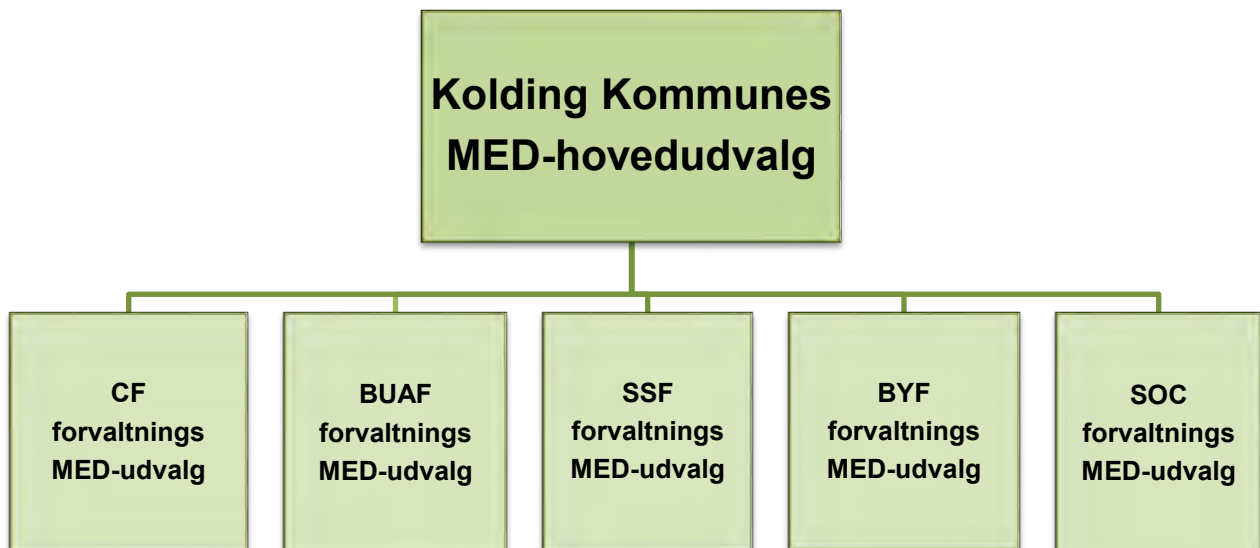 Kolding Kommunes
MED-hovedudvalg
CF
forvaltnings
MED-udvalg
BUAF
forvaltnings
MED-udvalg
SSF
forvaltnings
MED-udvalg
BYF
forvaltnings
MED-udvalg
SOC
forvaltnings
MED-udvalg